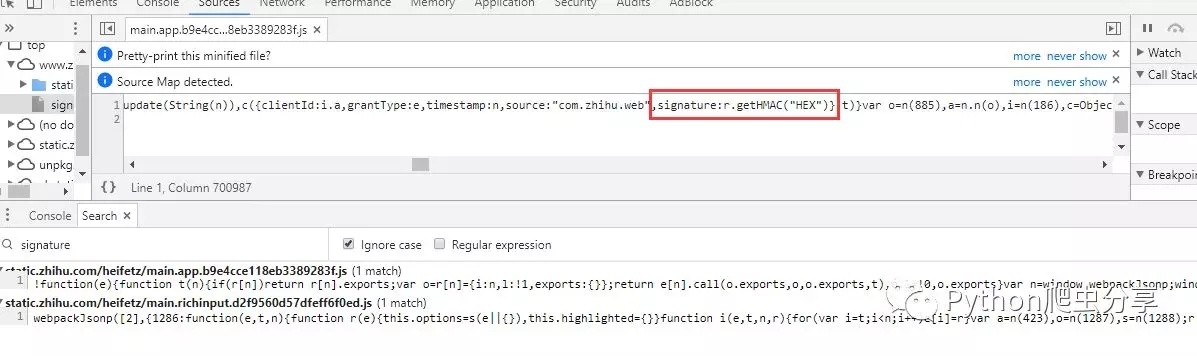 Elements Console Sources Network Performance Memory Application Security Audits AdBlock
» main.app.b9e4cc...8eb3389283f.js ×
top
www.z
stati
sign
(no do
static.z
unpkg
Pretty-print this minified file? more never show ×
Source Map detected. more never show ×
1 update(String(n)),c({clientId:i.a,grantType:e,timestamp:n,source:"com.zhihu.web",signature:r.getHMAC("HEX")} t)}var o=n(885),a=n.n(o),i=n(186),c=Objec
2
{} Line 1, Column 700987
Watch
Call Stack
Scope
Breakpoin
Console Search ×
signature Ignore case Regular expression
static.zhihu.com/heifetz/main.app.b9e4cce118eb3389283f.js (1 match)
1 !function(e){function t(n){if(r[n])return r[n].exports;var o=r[n]={i:n,l:!1,exports:{}};return e[n].call(o.exports,o,o.exports,t), !0,o.exports}var n=window.webpackJsonp;win
static.zhihu.com/heifetz/main.richinput.d2f9560d57dfeff6f0ed.js (1 match)
1 webpackJsonp([2],{1286:function(e,t,n){function r(e){this.options=s(e||{}),this.highlighted={}}function i(e,t,n,r){for(var i=t;i<n;i++)e[i]=r}var a=n(423),o=n(1287),s=n(1288);r
Python爬虫分享